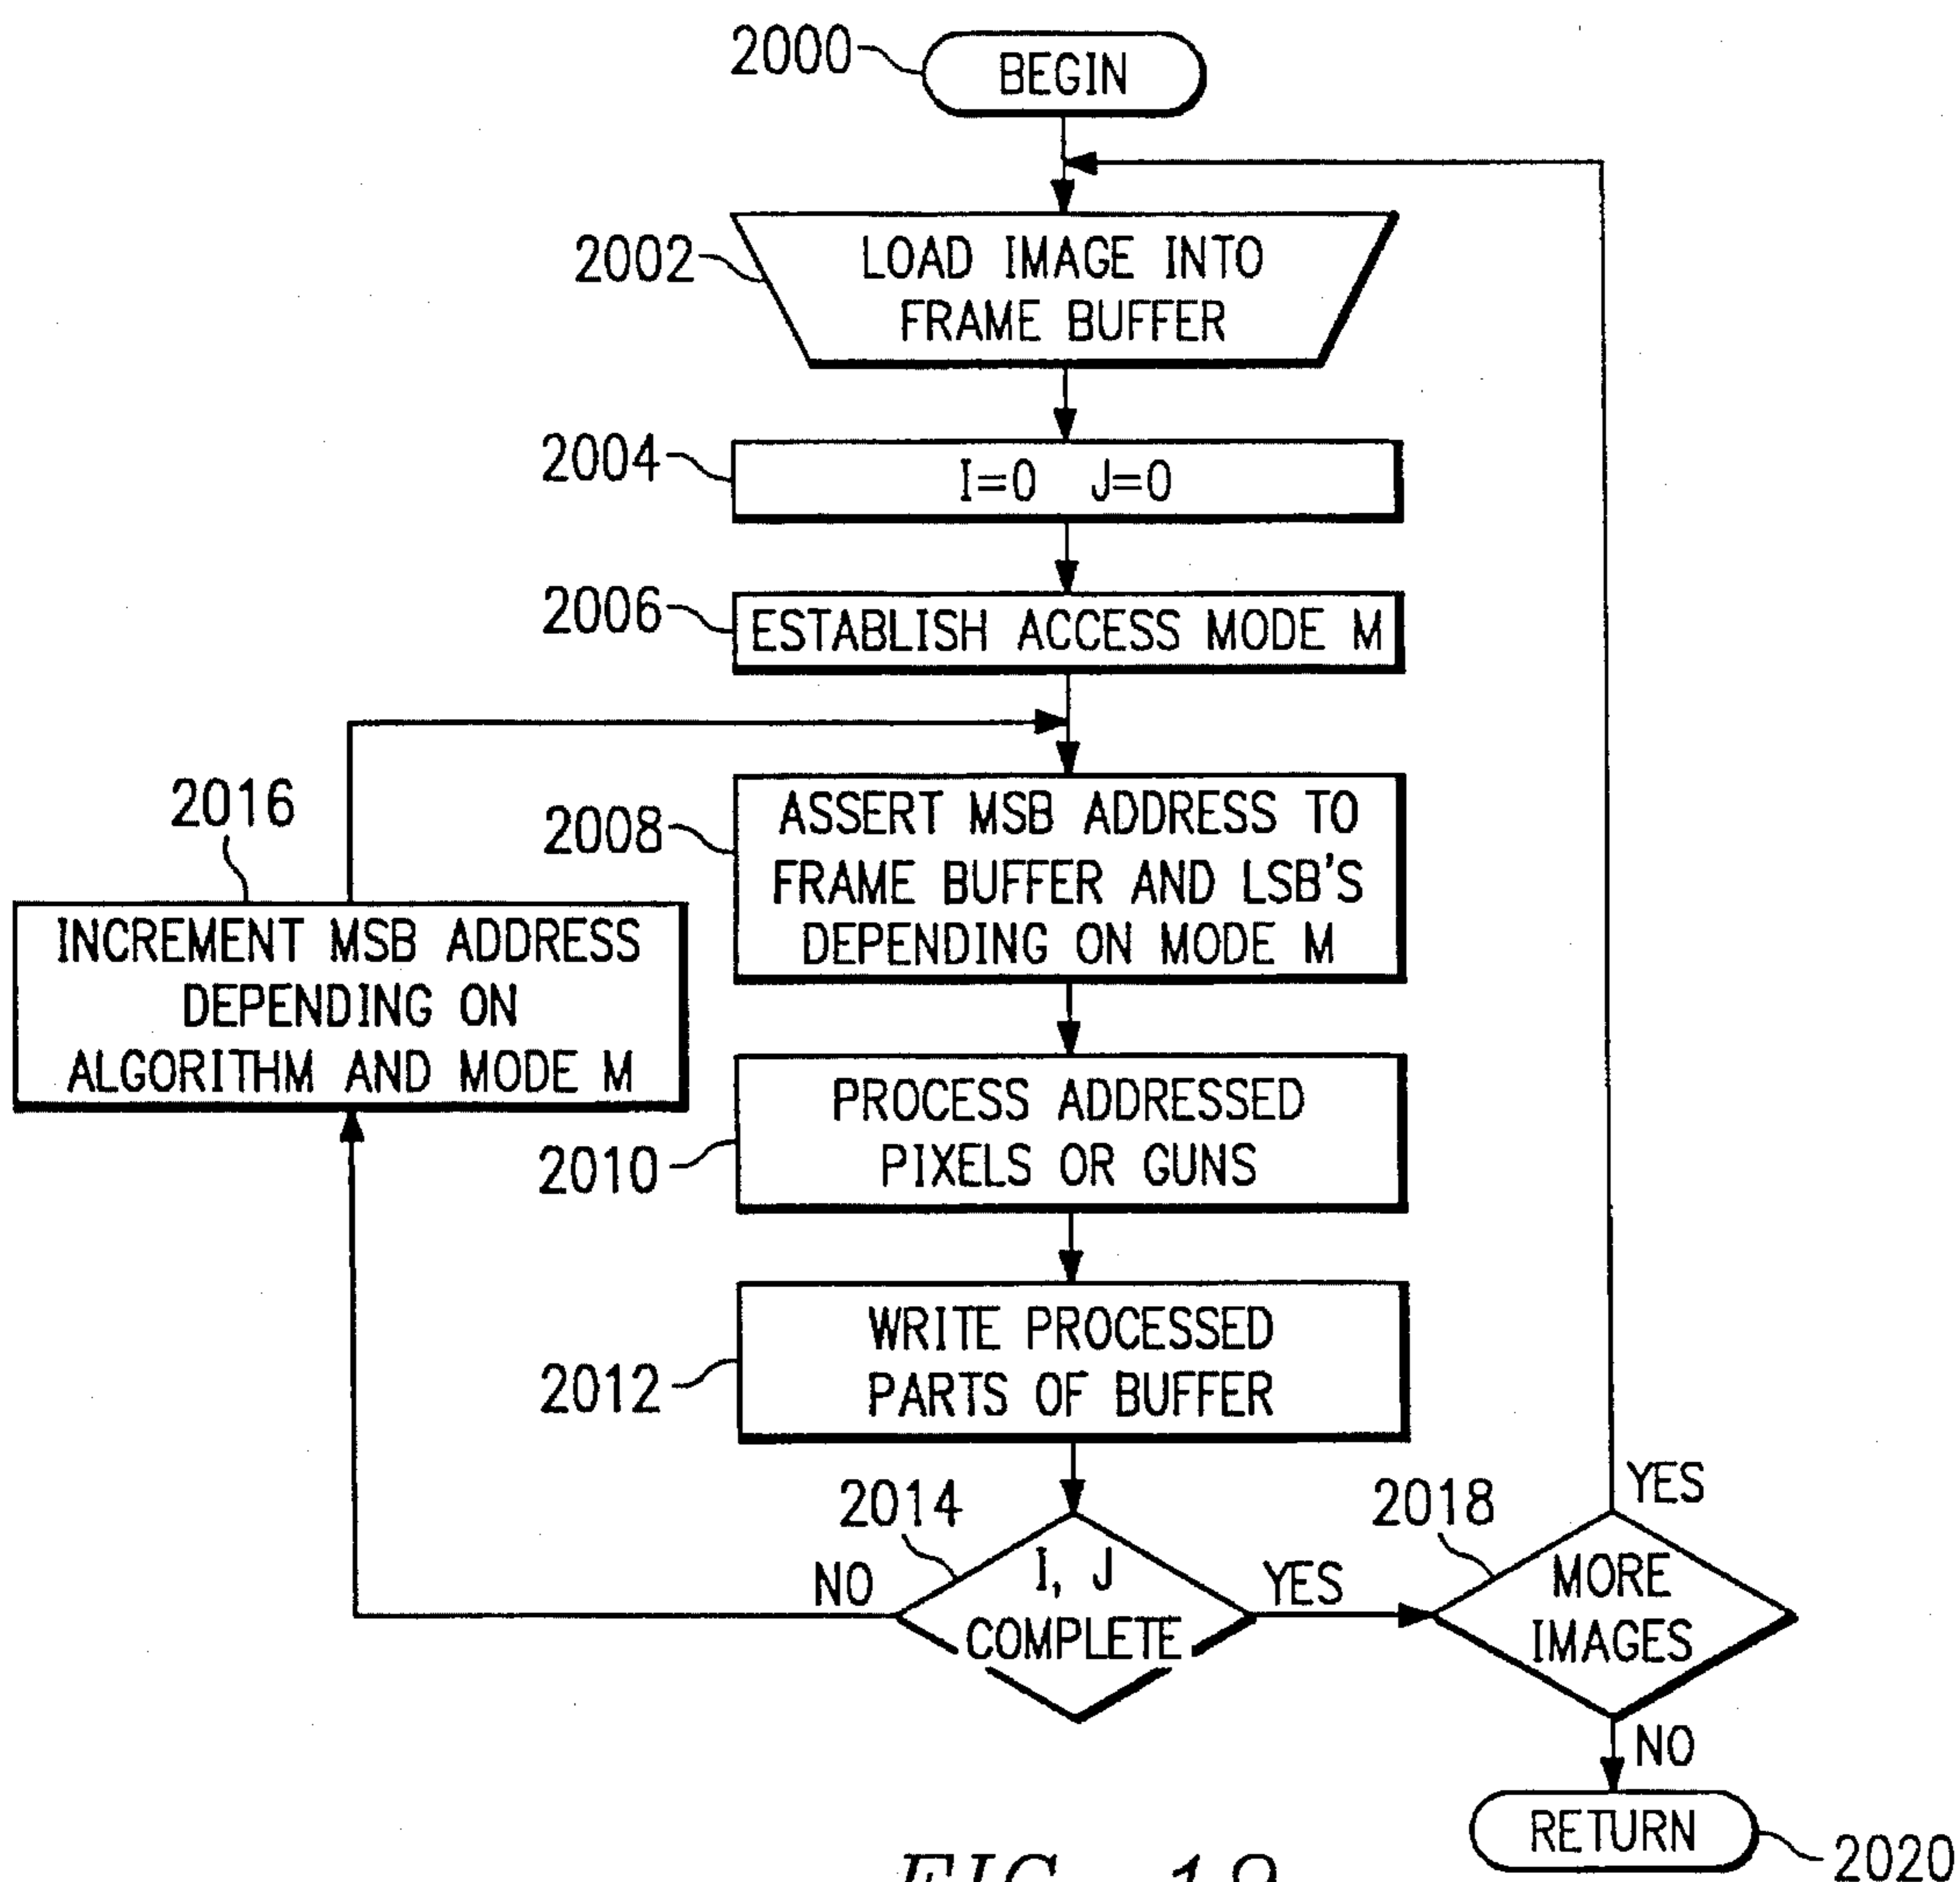 2000
BEGIN
2002
LOAD IMAGE INTO
FRAME BUFFER
2004
I=0 J=0
2006
ESTABLISH ACCESS MODE M
2008
ASSERT MSB ADDRESS TO
FRAME BUFFER AND LSB'S
DEPENDING ON MODE M
2016
INCREMENT MSB ADDRESS
DEPENDING ON
ALGORITHM AND MODE M
2010
PROCESS ADDRESSED
PIXELS OR GUNS
2012
WRITE PROCESSED
PARTS OF BUFFER
2014
I, J
COMPLETE
NO
YES
2018
MORE
IMAGES
YES
NO
RETURN
2020